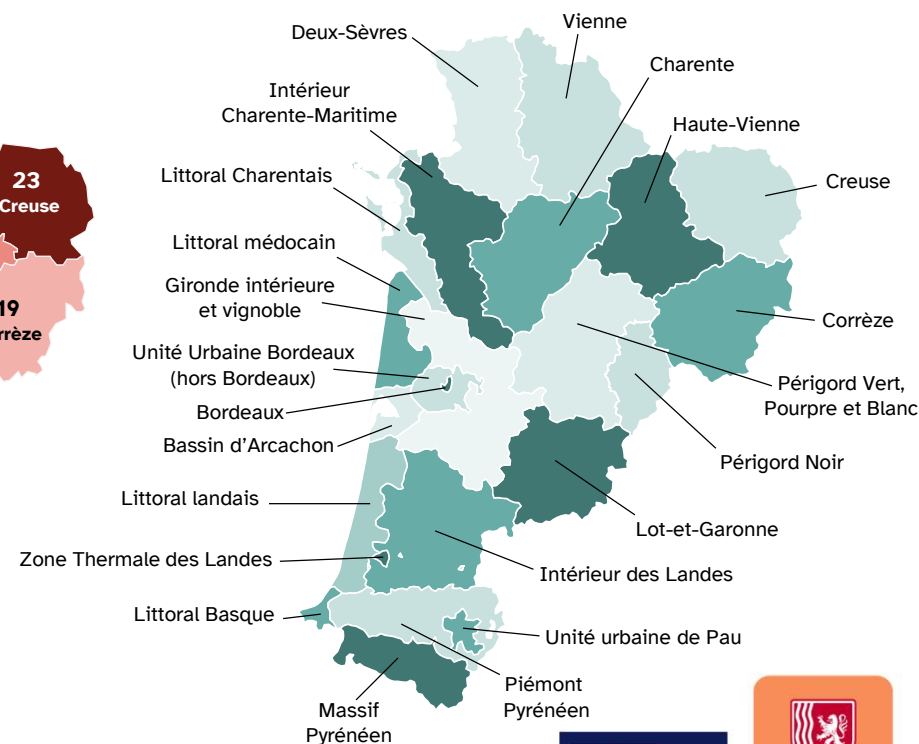 Vienne
Deux-Sèvres
Charente
Intérieur
Charente-Maritime
Haute-Vienne
Littoral Charentais
Creuse
23
Creuse
Littoral médocain
Gironde intérieure
et vignoble
19
rrèze
Corrèze
Unité Urbaine Bordeaux
(hors Bordeaux)
Périgord Vert,
Pourpre et Blanc
Bordeaux
Bassin d’Arcachon
Périgord Noir
Littoral landais
Lot-et-Garonne
Zone Thermale des Landes
Intérieur des Landes
Littoral Basque
Unité urbaine de Pau
Piémont
Pyrénéen
Massif
Pyrénéen